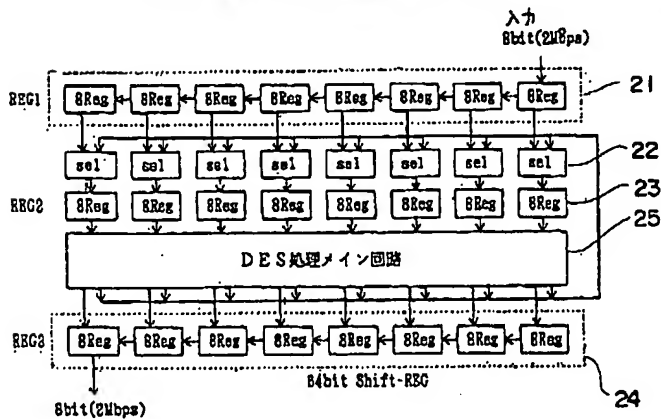 入力
8bit(2MBps)
REG1 8Reg 8Reg 8Reg 8Reg 8Reg 8Reg 8Reg 8Reg 21
sel sel sel sel sel sel sel sel 22
REG2 8Reg 8Reg 8Reg 8Reg 8Reg 8Reg 8Reg 8Reg 23
DES処理メイン回路 25
REG3 8Reg 8Reg 8Reg 8Reg 8Reg 8Reg 8Reg 8Reg
64bit Shift-REG 24
8bit(2Mbps)